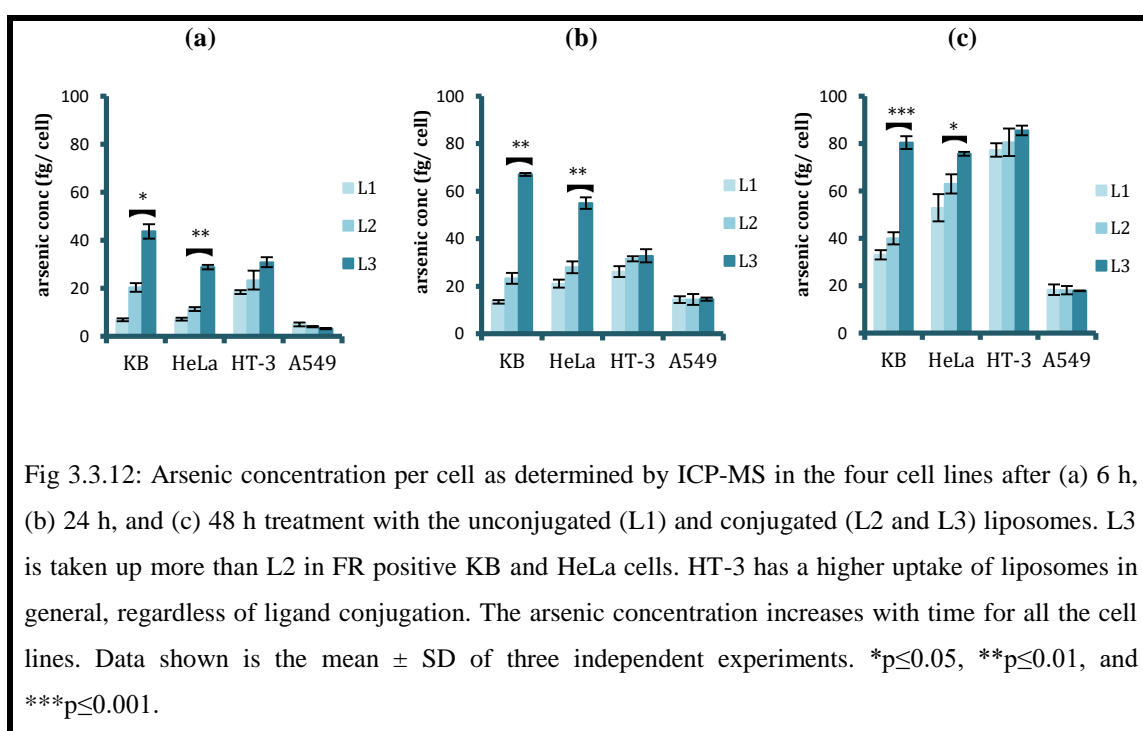 (a) (b) (c)
arsenic conc (fg/ cell)
100
80
60
40
20
0
*
**
KB HeLa HT-3 A549
L1
L2
L3
arsenic conc (fg/ cell)
100
80
60
40
20
0
**
**
KB HeLa HT-3 A549
L1
L2
L3
arsenic conc (fg/ cell)
100
80
60
40
20
0
***
*
KB HeLa HT-3 A549
L1
L2
L3
Fig 3.3.12: Arsenic concentration per cell as determined by ICP-MS in the four cell lines after (a) 6 h,
(b) 24 h, and (c) 48 h treatment with the unconjugated (L1) and conjugated (L2 and L3) liposomes. L3
is taken up more than L2 in FR positive KB and HeLa cells. HT-3 has a higher uptake of liposomes in
general, regardless of ligand conjugation. The arsenic concentration increases with time for all the cell
lines. Data shown is the mean ± SD of three independent experiments. *p≤0.05, **p≤0.01, and
***p≤0.001.